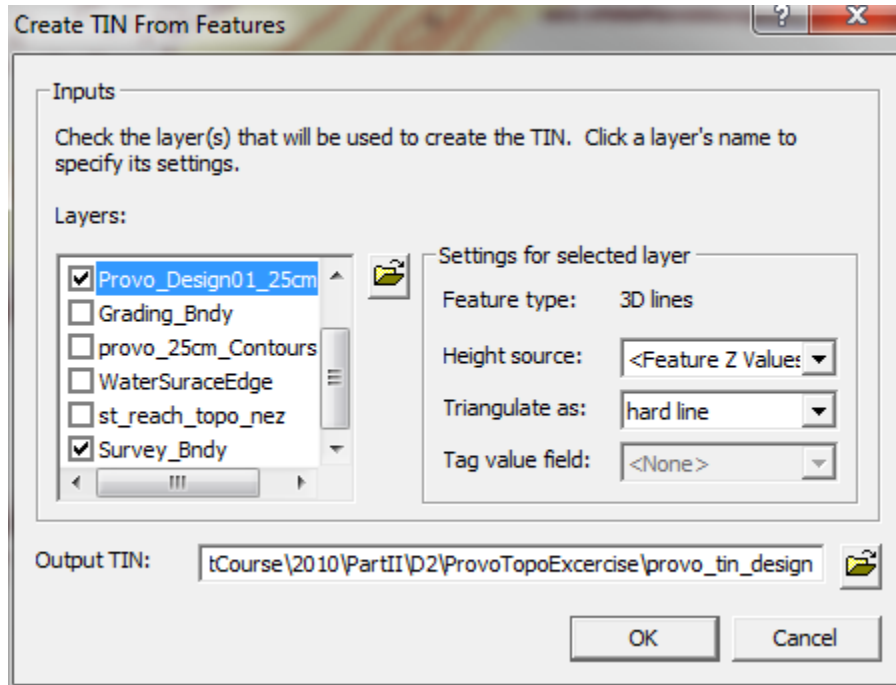 Create TIN From Features
Inputs
Check the layer(s) that will be used to create the TIN. Click a layer's name to
specify its settings.
Layers:
Provo_Design01_25cm
Grading_Bndy
provo_25cm_Contours
WaterSuraceEdge
st_reach_topo_nez
Survey_Bndy
Settings for selected layer
Feature type: 3D lines
Height source: <Feature Z Values
Triangulate as: hard line
Tag value field: <None>
Output TIN: tCourse\2010\PartII\D2\ProvoTopoExcercise\provo_tin_design
OK Cancel